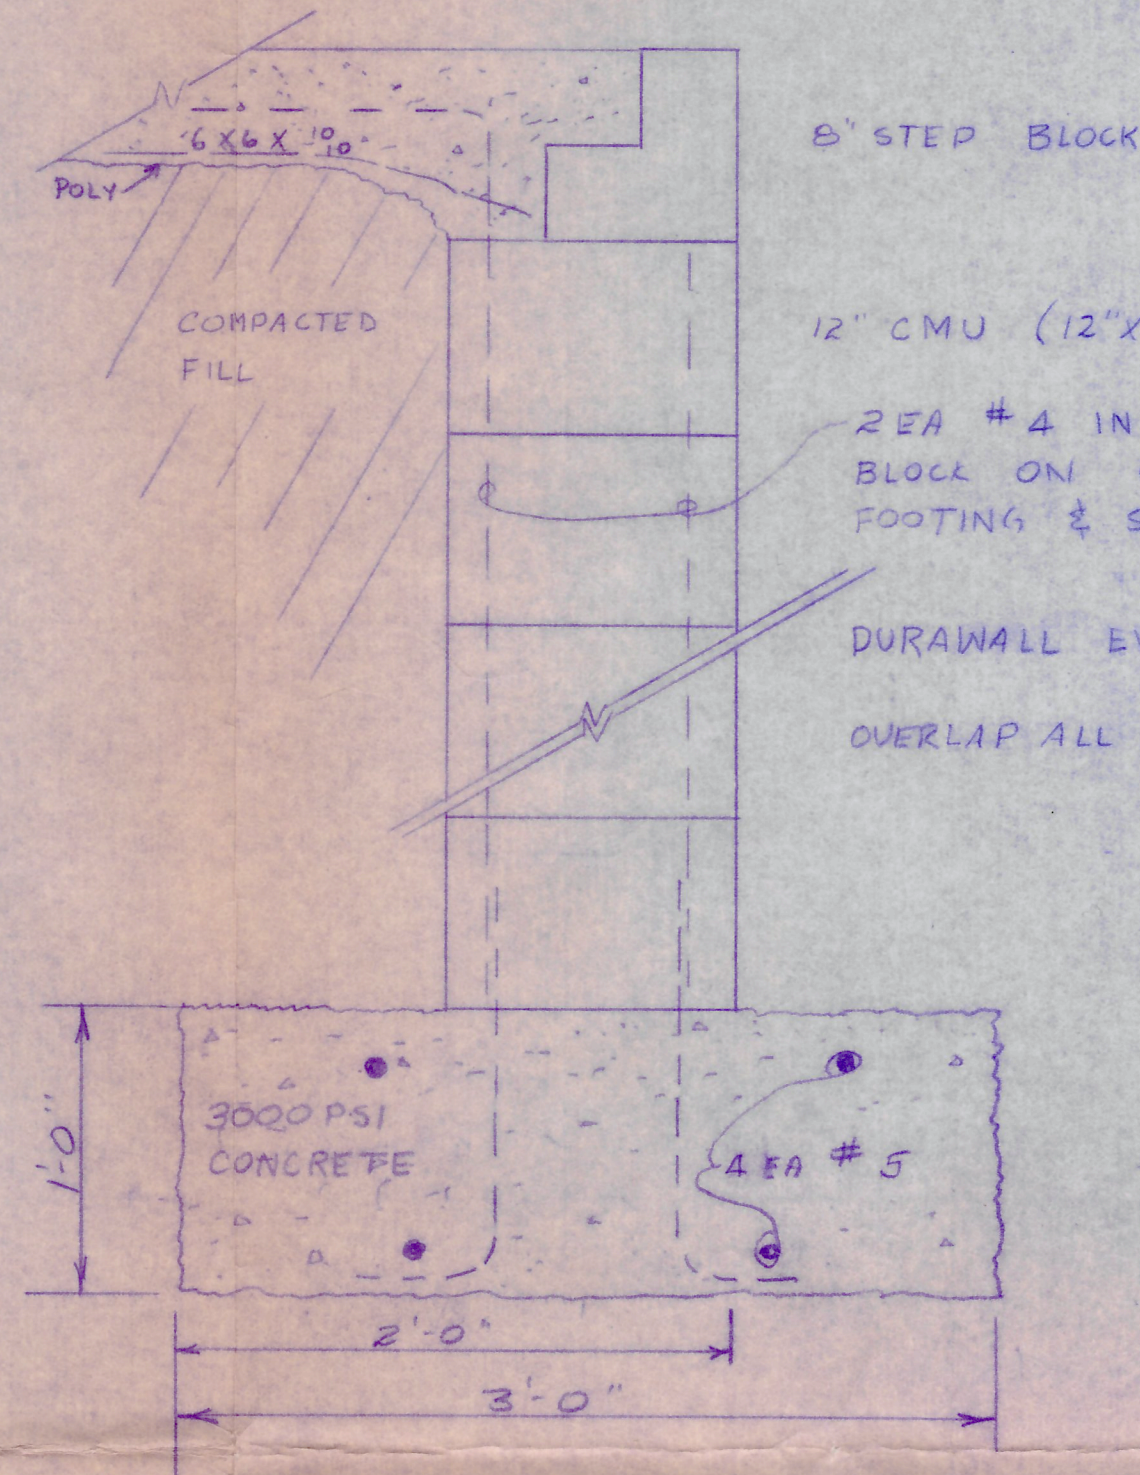 8" STEP BLOCK
6 X 6 X 10/10
POLY
COMPACTED
FILL
12" CMU (12"X
2 EA # 4 IN
BLOCK ON
FOOTING & S
DURAWALL EV
OVERLAP ALL
3000 PSI
CONCRETE
4 EA # 5
1'-0"
2'-0"
3'-0"